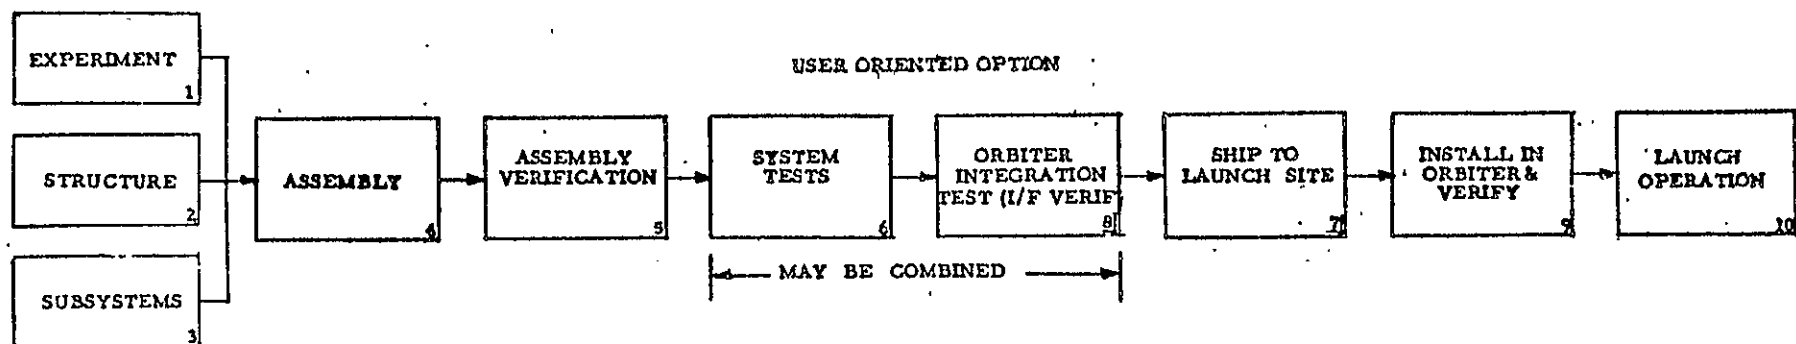 USER ORIENTED OPTION
EXPERIMENT
1
STRUCTURE
2
SUBSYSTEMS
3
ASSEMBLY
4
ASSEMBLY
VERIFICATION
5
SYSTEM
TESTS
6
ORBITER
INTEGRATION
TEST (I/F VERIF
8
SHIP TO
LAUNCH SITE
7
INSTALL IN
ORBITER &
VERIFY
9
LAUNCH
OPERATION
10
MAY BE COMBINED